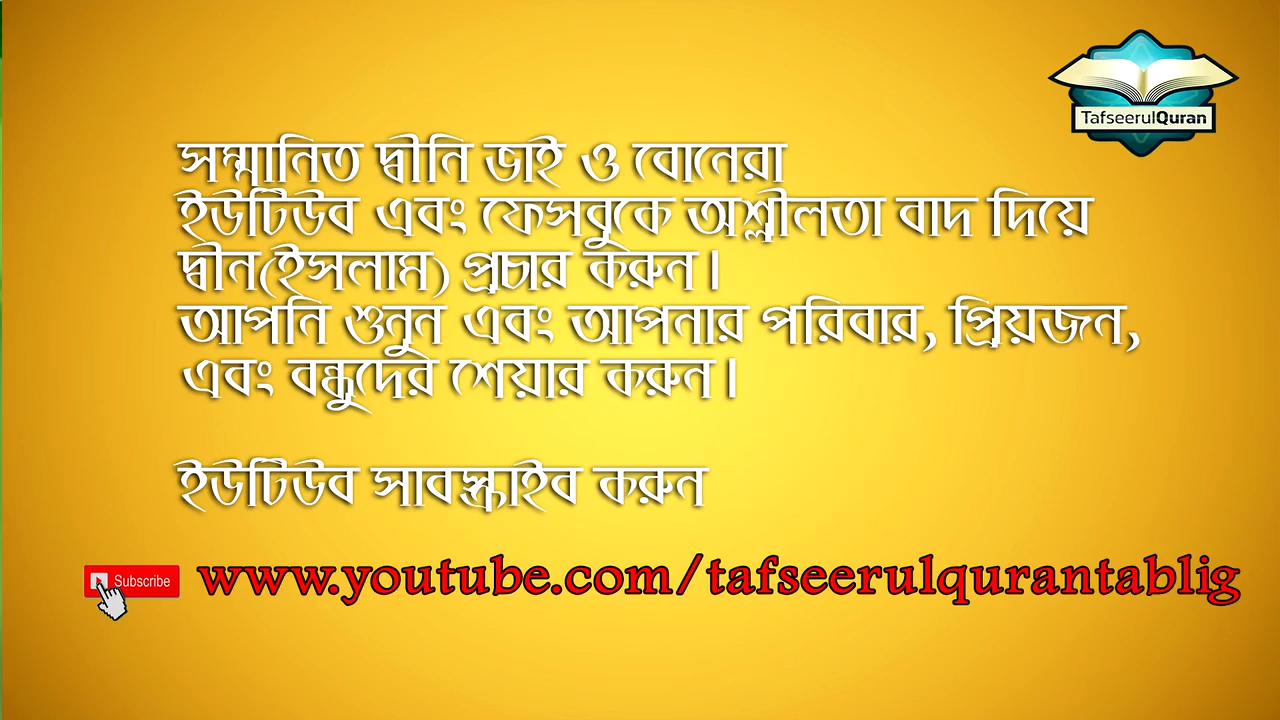 TafseerulQuran
সম্মানিত দ্বীনি ভাই ও বোনেরা
ইউটিউব এবং ফেসবুকে অশ্লীলতা বাদ দিয়ে
দ্বীন(ইসলাম) প্রচার করুন।
আপনি শুনুন এবং আপনার পরিবার, প্রিয়জন,
এবং বন্ধুদের শেয়ার করুন।
ইউটিউব সাবস্ক্রাইব করুন
Subscribe www.youtube.com/tafseerulqurantablig